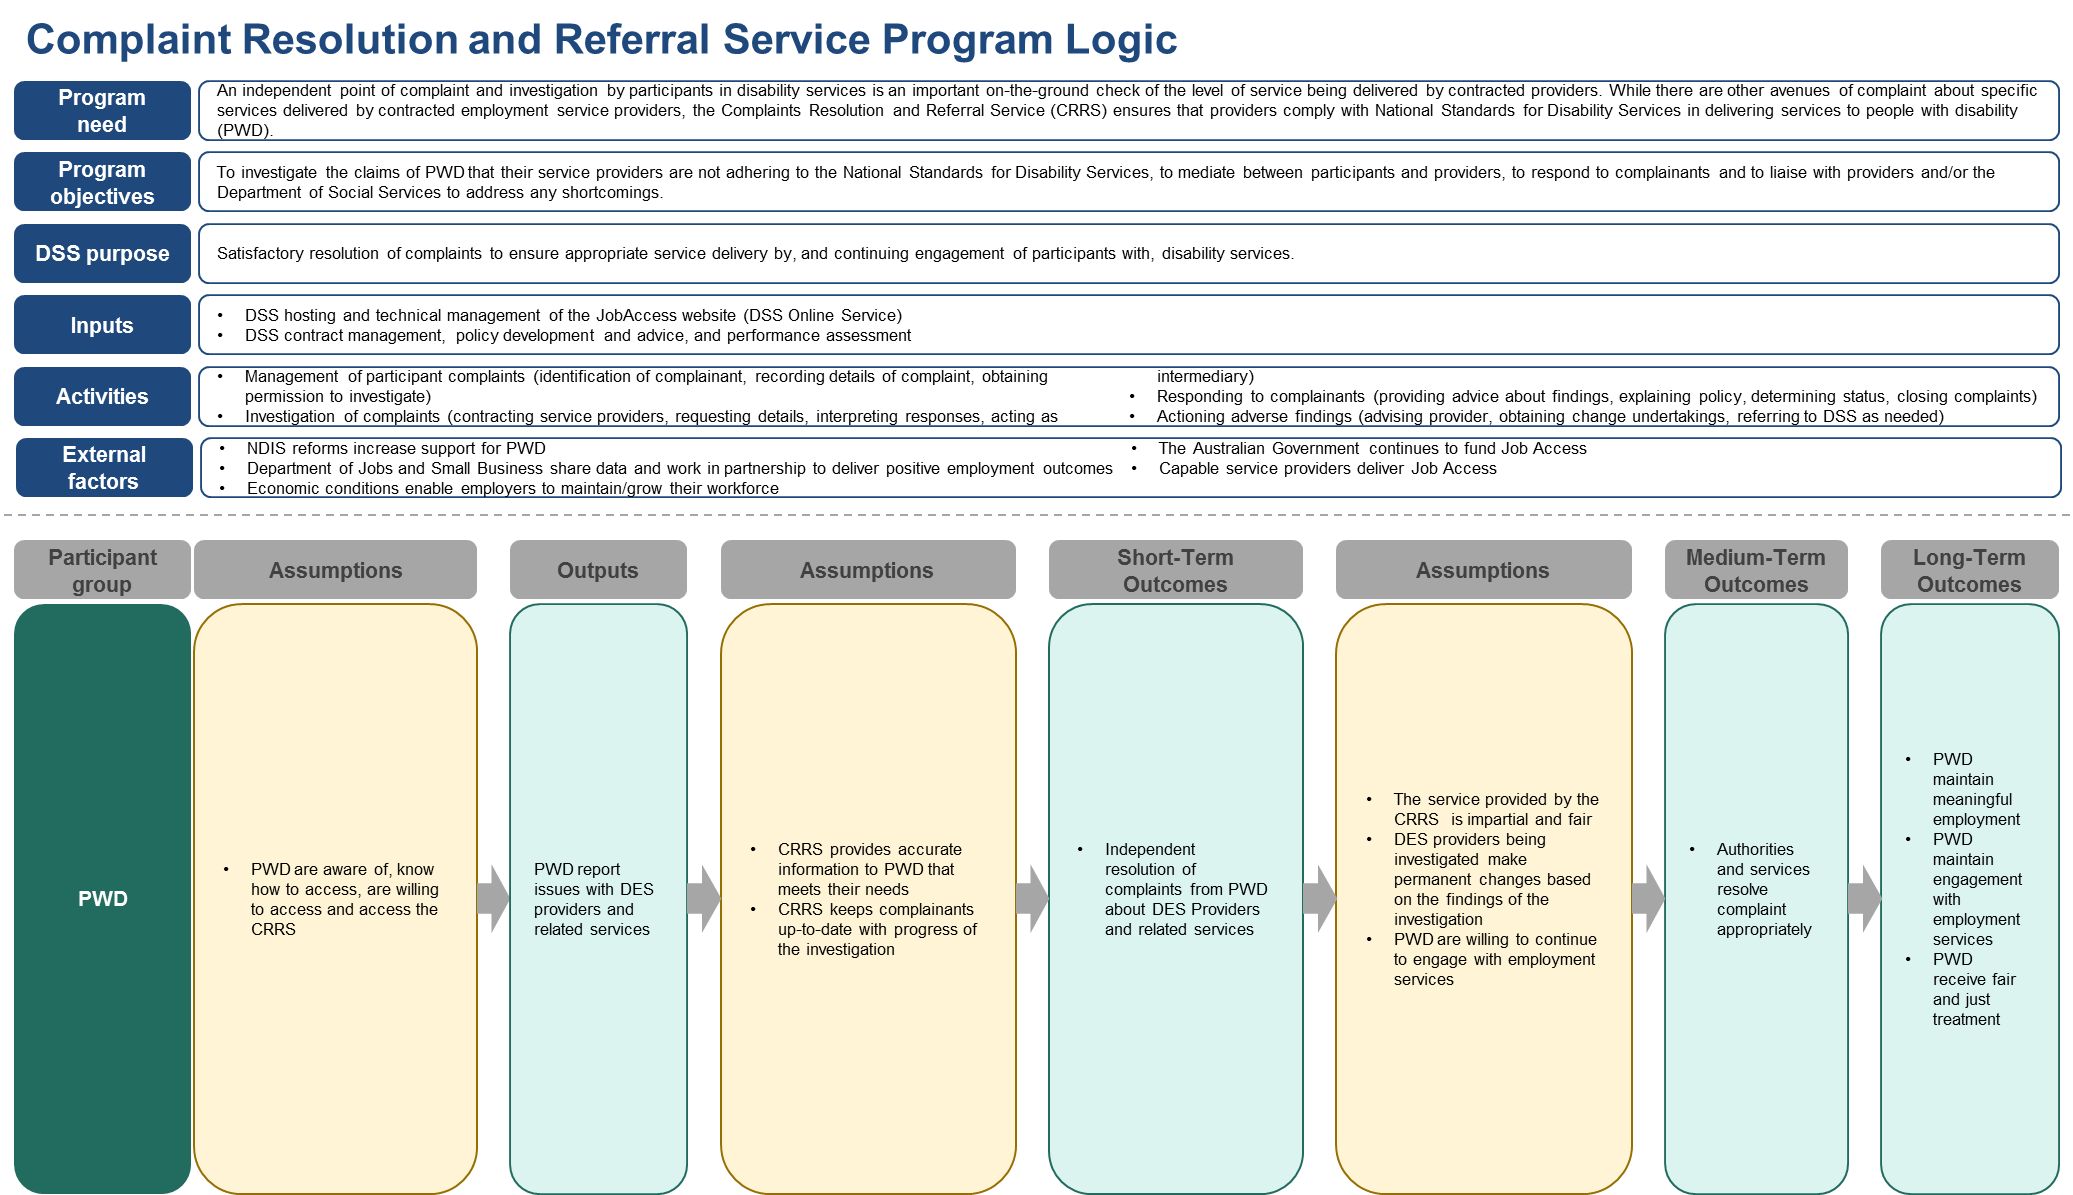 Complaint Resolution and Referral Service Program Logic
Program
need
An independent point of complaint and investigation by participants in disability services is an important on-the-ground check of the level of service being delivered by contracted providers. While there are other avenues of complaint about specific
services delivered by contracted employment service providers, the Complaints Resolution and Referral Service (CRRS) ensures that providers comply with National Standards for Disability Services in delivering services to people with disability
(PWD).
Program
objectives
To investigate the claims of PWD that their service providers are not adhering to the National Standards for Disability Services, to mediate between participants and providers, to respond to complainants and to liaise with providers and/or the
Department of Social Services to address any shortcomings.
DSS purpose
Satisfactory resolution of complaints to ensure appropriate service delivery by, and continuing engagement of participants with, disability services.
Inputs
• DSS hosting and technical management of the JobAccess website (DSS Online Service)
• DSS contract management, policy development and advice, and performance assessment
Activities
• Management of participant complaints (identification of complainant, recording details of complaint, obtaining
permission to investigate)
• Investigation of complaints (contracting service providers, requesting details, interpreting responses, acting as
intermediary)
• Responding to complainants (providing advice about findings, explaining policy, determining status, closing complaints)
• Actioning adverse findings (advising provider, obtaining change undertakings, referring to DSS as needed)
External
factors
• NDIS reforms increase support for PWD
• Department of Jobs and Small Business share data and work in partnership to deliver positive employment outcomes
• Economic conditions enable employers to maintain/grow their workforce
• The Australian Government continues to fund Job Access
• Capable service providers deliver Job Access
Participant
group
Assumptions
Outputs
Assumptions
Short-Term
Outcomes
Assumptions
Medium-Term
Outcomes
Long-Term
Outcomes
PWD
• PWD are aware of, know
how to access, are willing
to access and access the
CRRS
PWD report
issues with DES
providers and
related services
• CRRS provides accurate
information to PWD that
meets their needs
• CRRS keeps complainants
up-to-date with progress of
the investigation
• Independent
resolution of
complaints from PWD
about DES Providers
and related services
• The service provided by the
CRRS is impartial and fair
• DES providers being
investigated make
permanent changes based
on the findings of the
investigation
• PWD are willing to continue
to engage with employment
services
• Authorities
and services
resolve
complaint
appropriately
• PWD
maintain
meaningful
employment
• PWD
maintain
engagement
with
employment
services
• PWD
receive fair
and just
treatment